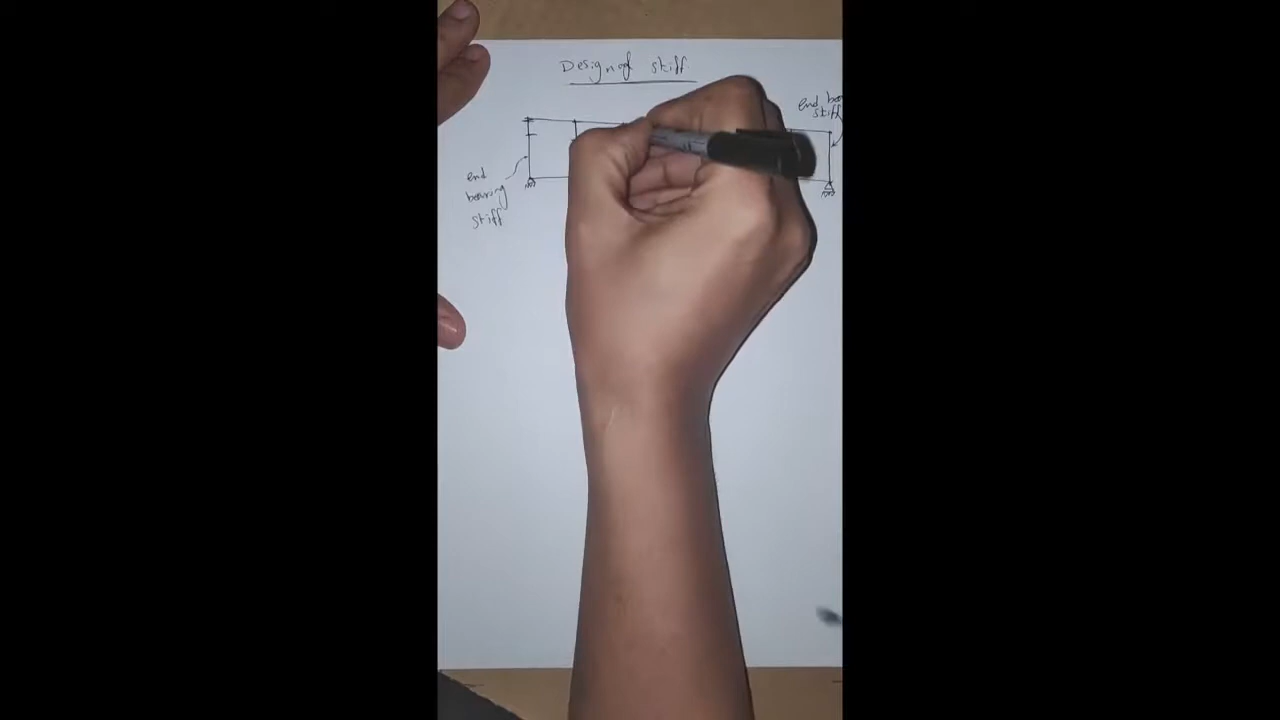 Design of stiff
end
stiff
end
bearing
stiff